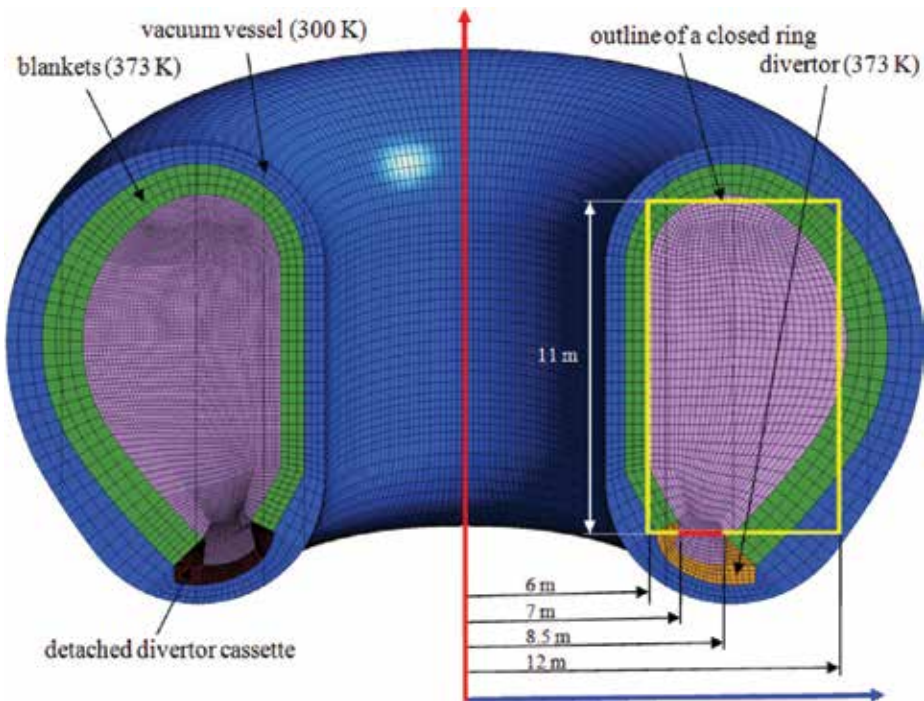 vacuum vessel (300 K)
outline of a closed ring
blankets (373 K)
divertor (373 K)
11 m
6 m
7 m
8.5 m
12 m
detached divertor cassette